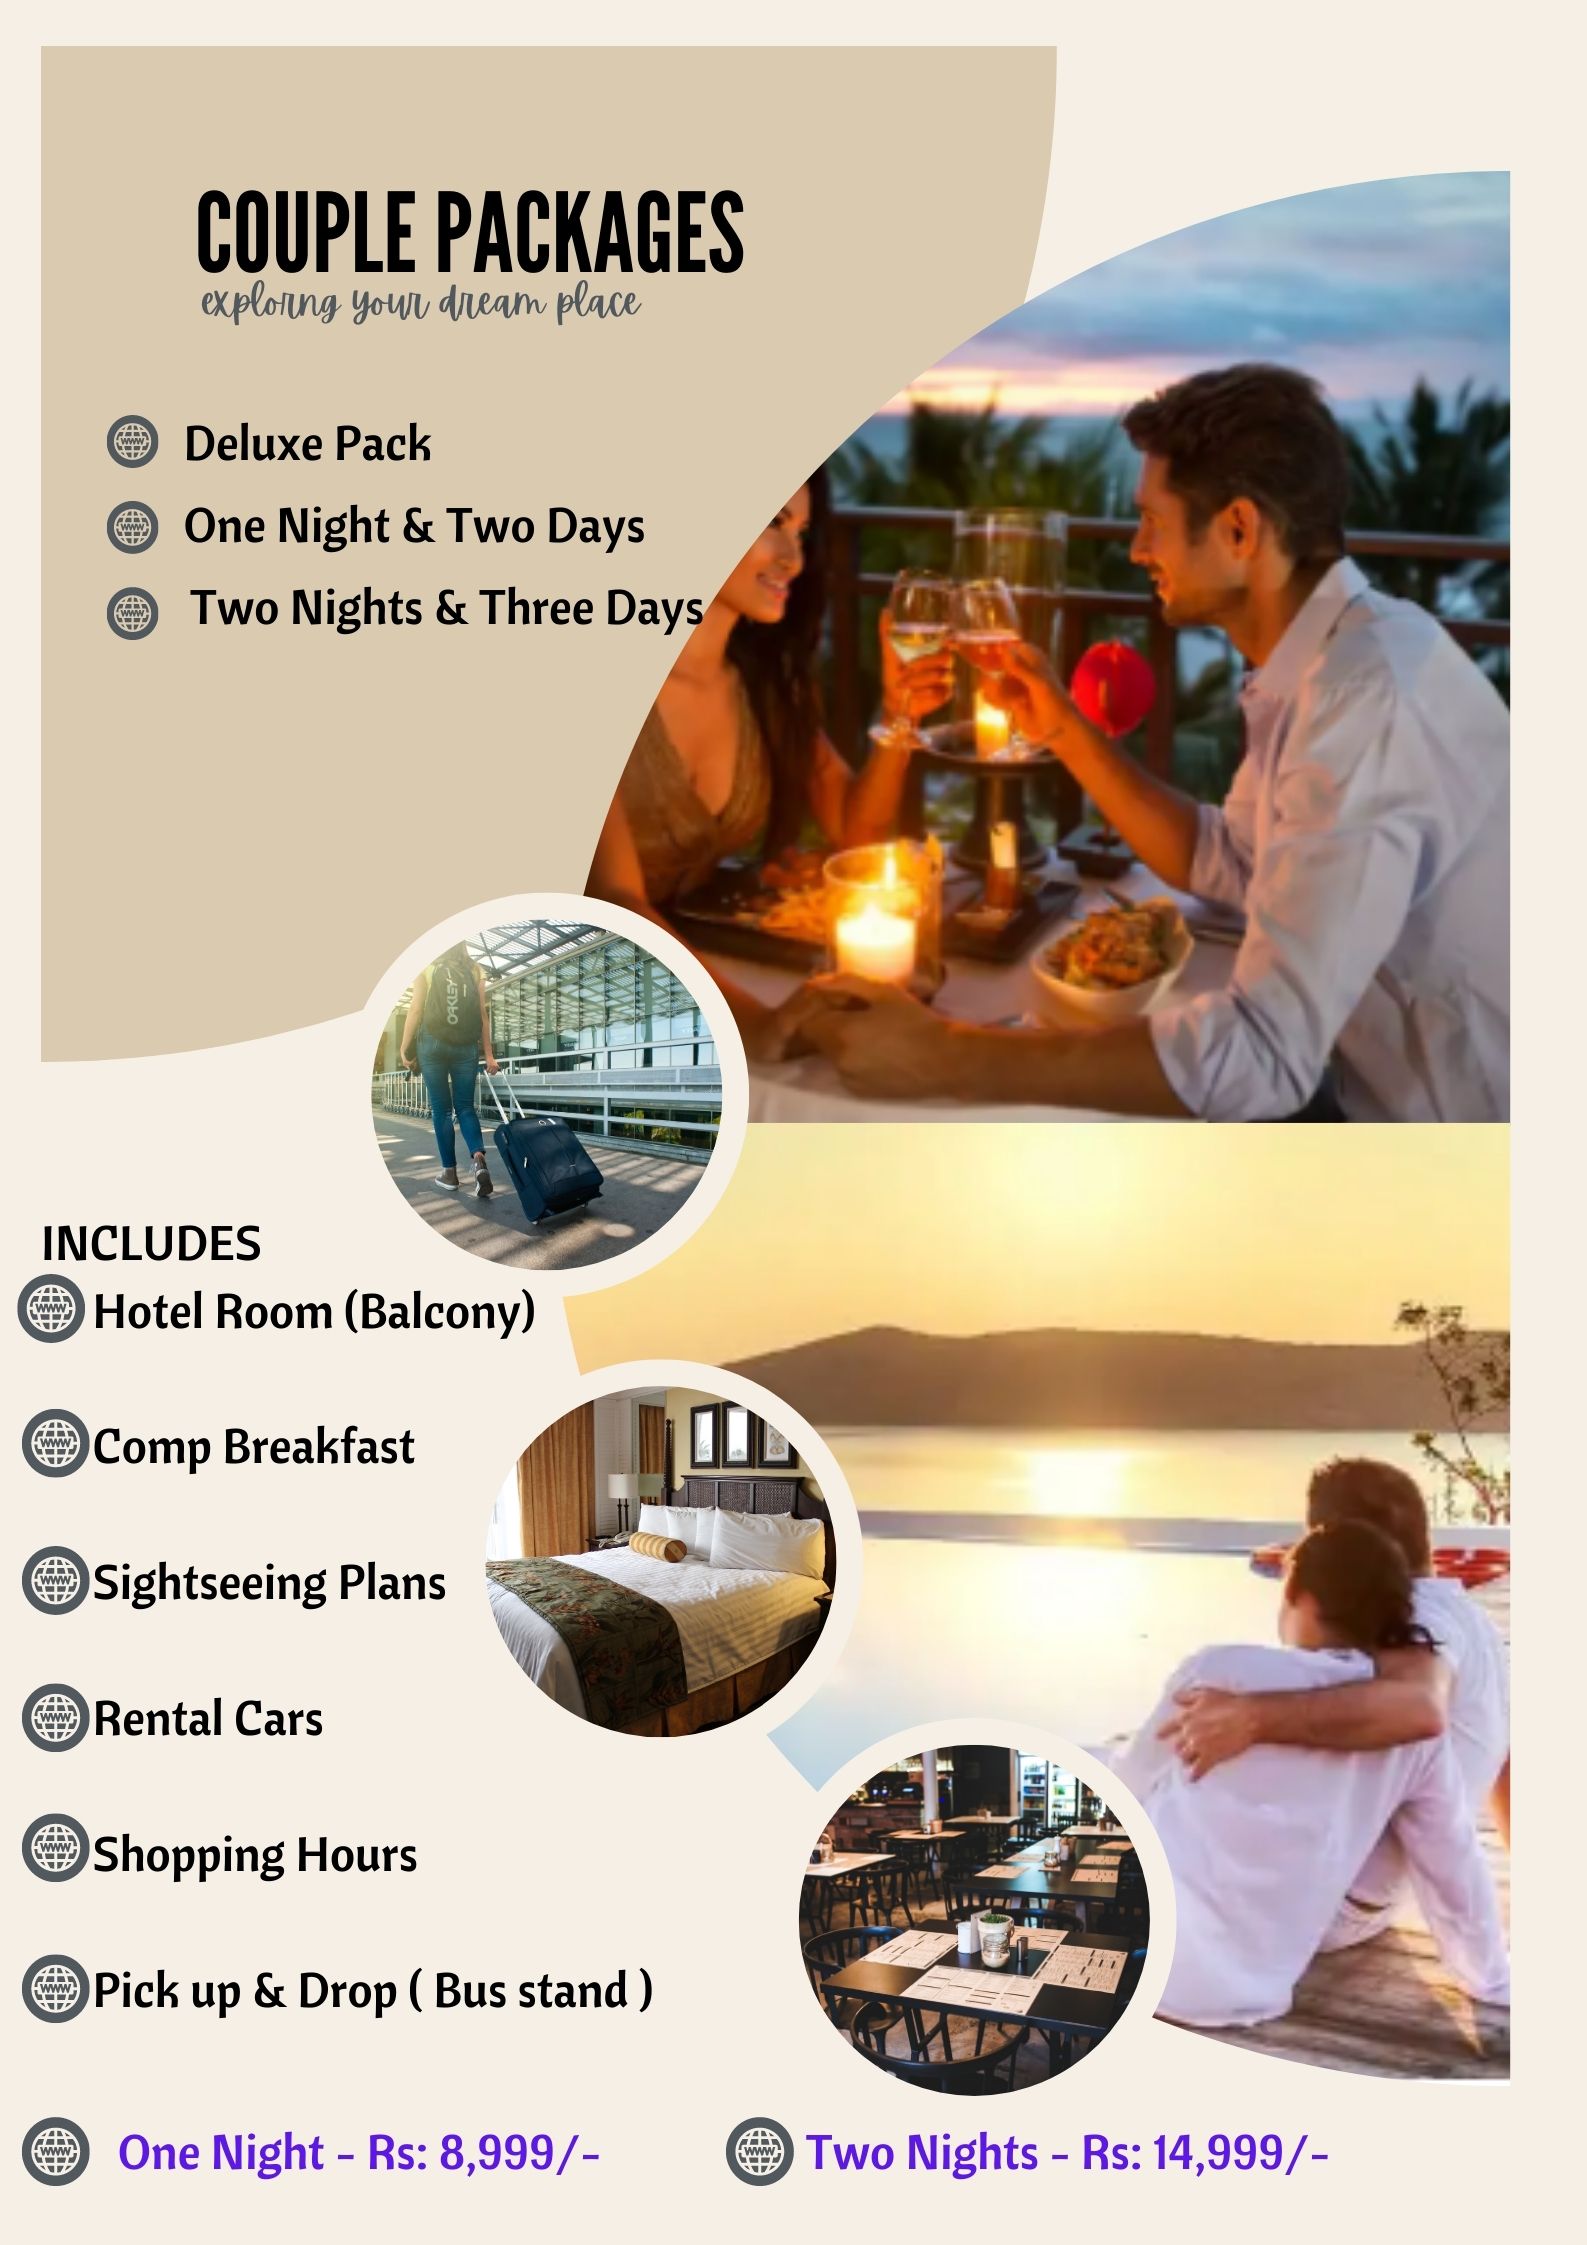 COUPLE PACKAGES
explorng your dream place
Deluxe Pack
One Night & Two Days
Two Nights & Three Days
OAKLEY
INCLUDES
Hotel Room (Balcony)
Comp Breakfast
Sightseeing Plans
Rental Cars
Shopping Hours
Pick up & Drop ( Bus stand )
One Night - Rs: 8,999/-
Two Nights - Rs: 14,999/-